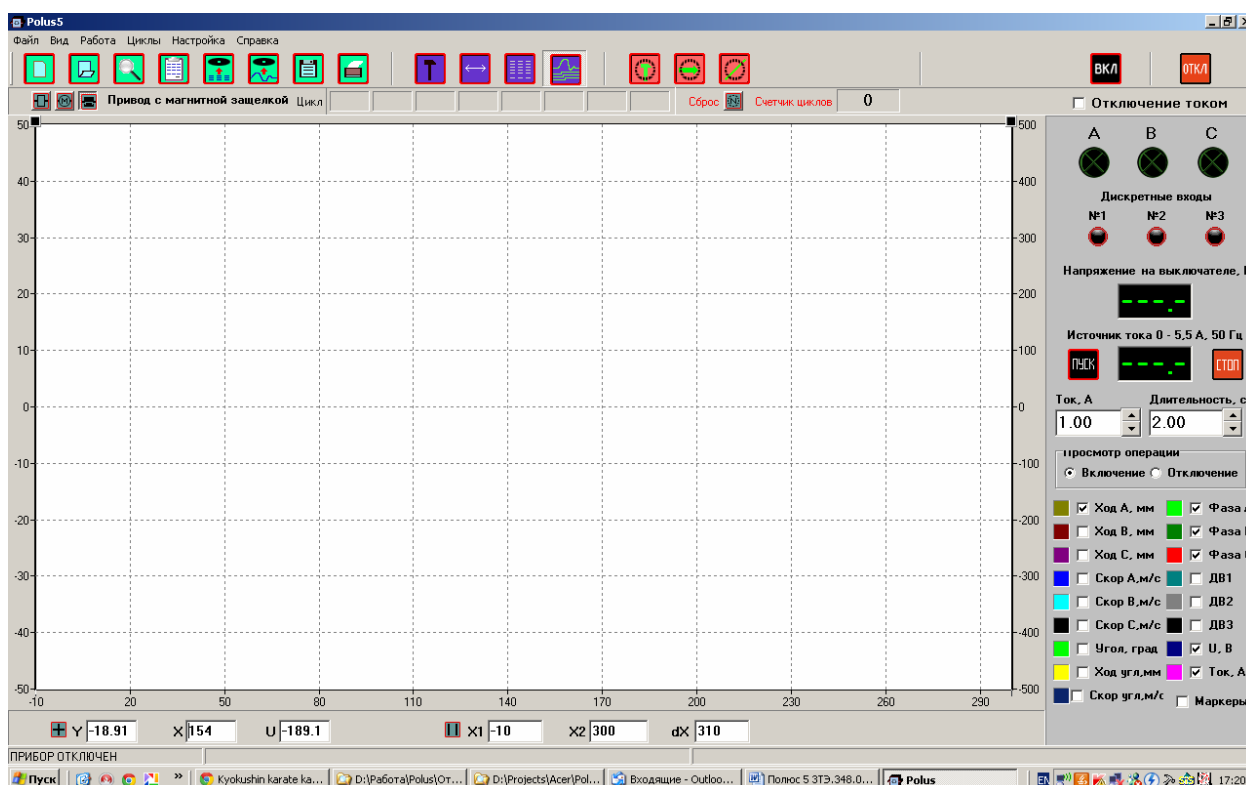 Polus5
Файл Вид Работа Циклы Настройка Справка
ВКЛ ОТКЛ
Привод с магнитной защелкой Цикл Сброс Счетчик циклов 0
Отключение током
50 500
40 400
30 300
20 200
10 100
0 0
-10 -100
-20 -200
-30 -300
-40 -400
-50 -500
-10 20 50 80 110 140 170 200 230 260 290
A B C
Дискретные входы
№1 №2 №3
Напряжение на выключателе,
---.-
Источник тока 0 - 5,5 А, 50 Гц
ПУСК ---.- СТОП
Ток, А Длительность, с
1.00 2.00
Просмотр операции
Включение Отключение
Ход А, мм Фаза
Ход В, мм Фаза
Ход С, мм Фаза
Скор А,м/с ДВ1
Скор В,м/с ДВ2
Скор С,м/с ДВ3
Угол, град U, В
Ход угл,мм Ток, А
Скор угл,м/с Маркеры
Y -18.91 X 154 U -189.1 X1 -10 X2 300 dX 310
ПРИБОР ОТКЛЮЧЕН
Пуск » Kyokushin karate ka... D:\Работа\Polus\От... D:\Projects\Acer\Pol... Входящие - Outloo... Полюс 5 ЗТЭ.348.0... Polus EN 17:20